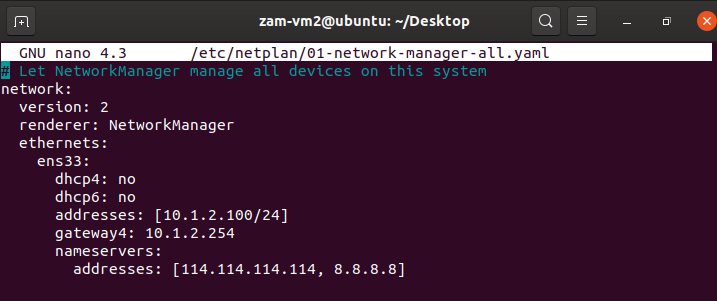 zam-vm2@ubuntu: ~/Desktop
GNU nano 4.3 /etc/netplan/01-network-manager-all.yaml
# Let NetworkManager manage all devices on this system
network:
  version: 2
  renderer: NetworkManager
  ethernets:
    ens33:
      dhcp4: no
      dhcp6: no
      addresses: [10.1.2.100/24]
      gateway4: 10.1.2.254
      nameservers:
        addresses: [114.114.114.114, 8.8.8.8]